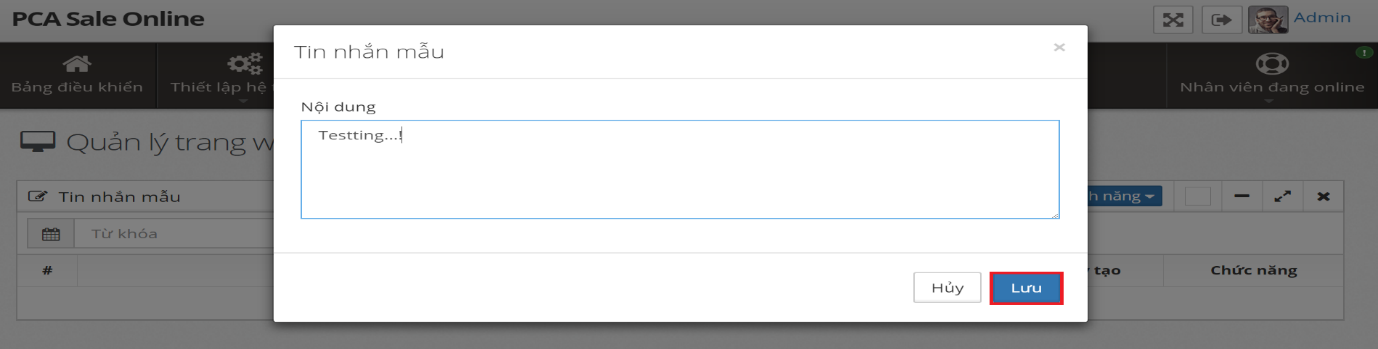 PCA Sale Online
Admin
Tin nhắn mẫu
×
Bảng điều khiển
Thiết lập hệ
1
Nhân viên đang online
Nội dung
Testting...!
Quản lý trang w
Tin nhắn mẫu
h năng
Từ khóa
#
tạo
Chức năng
Hủy
Lưu